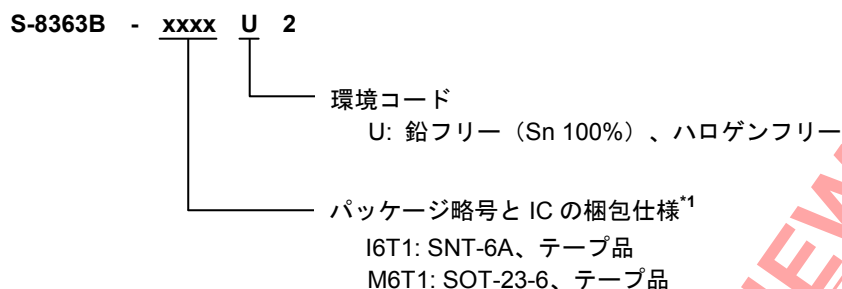 S-8363B - xxxx U 2
環境コード
U: 鉛フリー（Sn 100%）、ハロゲンフリー
パッケージ略号と IC の梱包仕様*1
I6T1: SNT-6A、テープ品
M6T1: SOT-23-6、テープ品